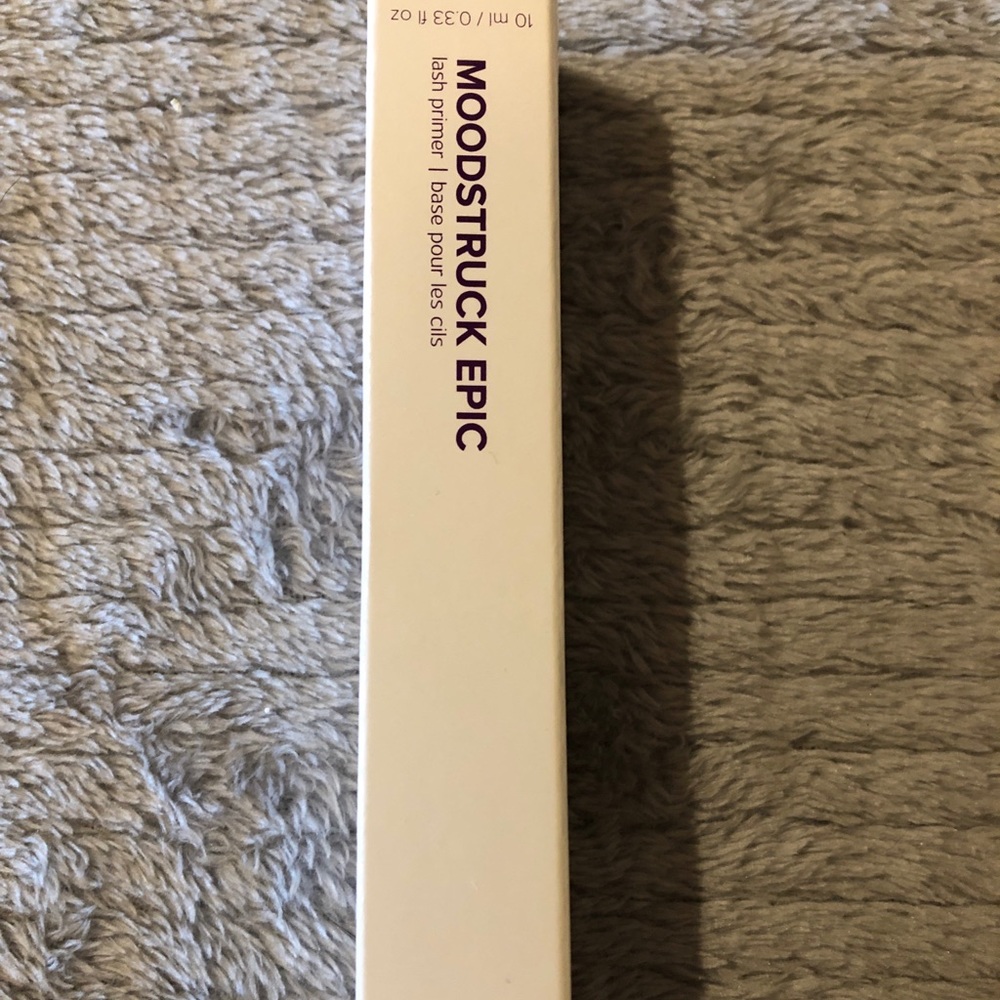 MOODSTRUCK EPIC
lash primer | base pour les cils
10 ml / 0.33 fl oz